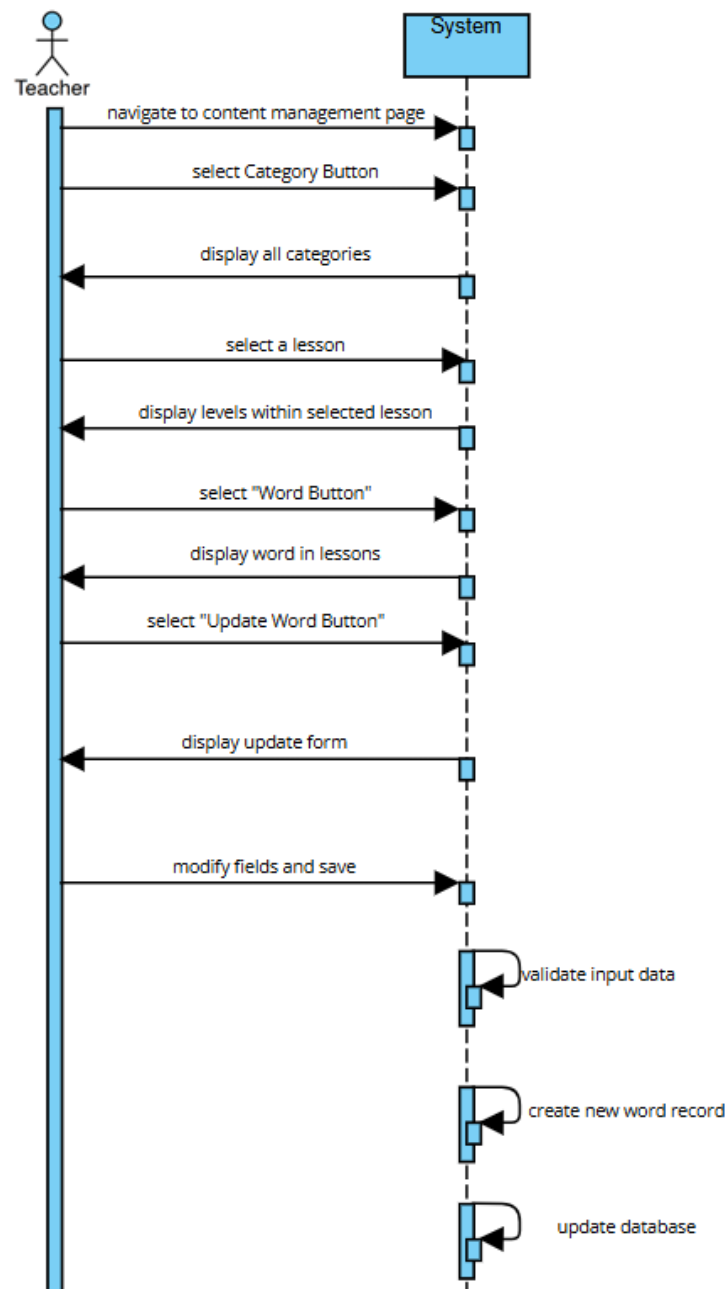 System
Teacher
navigate to content management page
select Category Button
display all categories
select a lesson
display levels within selected lesson
select "Word Button"
display word in lessons
select "Update Word Button"
display update form
modify fields and save
validate input data
create new word record
update database